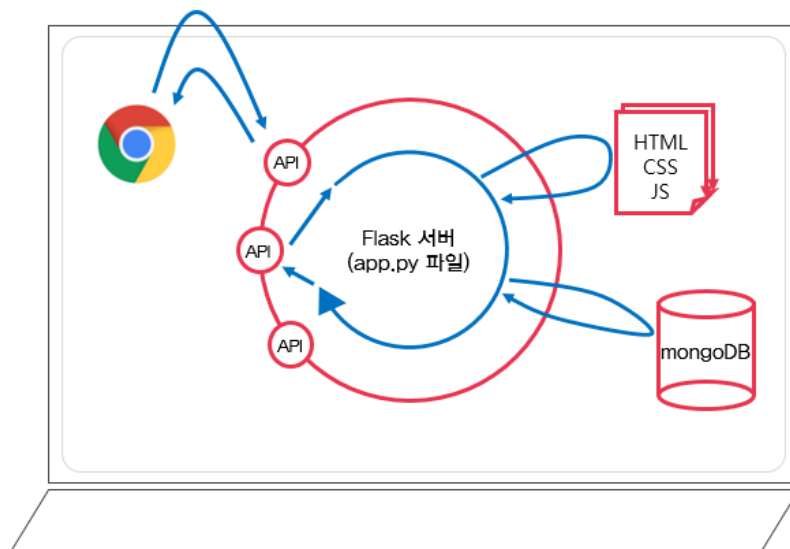 API
API
API
Flask 서버
(app.py 파일)
HTML
CSS
JS
mongoDB